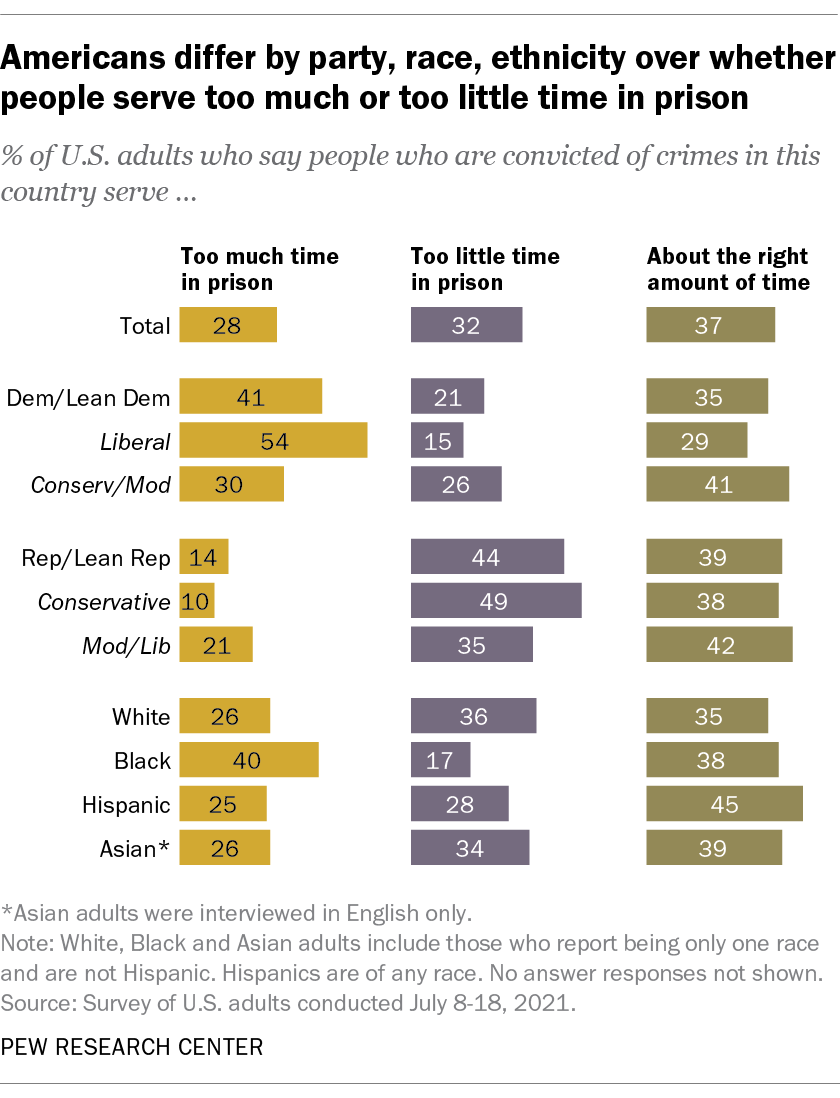 Americans differ by party, race, ethnicity over whether
people serve too much or too little time in prison
% of U.S. adults who say people who are convicted of crimes in this
country serve ...
Too much time
in prison
Too little time
in prison
About the right
amount of time
Total 28 32 37
Dem/Lean Dem 41 21 35
Liberal 54 15 29
Conserv/Mod 30 26 41
Rep/Lean Rep 14 44 39
Conservative 10 49 38
Mod/Lib 21 35 42
White 26 36 35
Black 40 17 38
Hispanic 25 28 45
Asian* 26 34 39
*Asian adults were interviewed in English only.
Note: White, Black and Asian adults include those who report being only one race
and are not Hispanic. Hispanics are of any race. No answer responses not shown.
Source: Survey of U.S. adults conducted July 8-18, 2021.
PEW RESEARCH CENTER